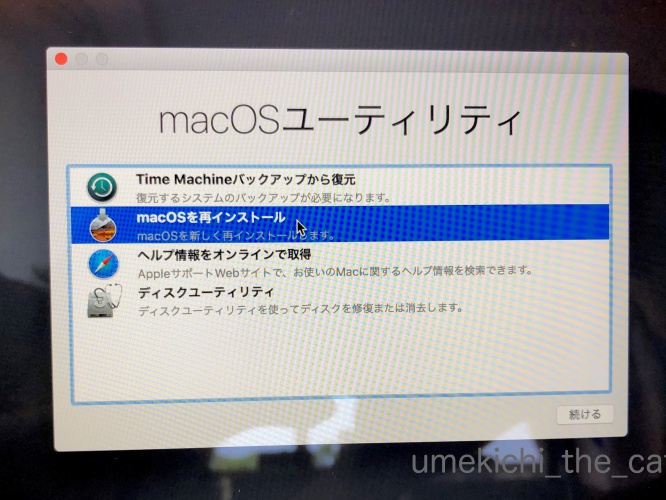 macOSユーティリティ
Time Machineバックアップから復元
復元するシステムのバックアップが必要になります。
macOSを再インストール
macOSを新しく再インストールします。
ヘルプ情報をオンラインで取得
AppleサポートWebサイトで、お使いのMacに関するヘルプ情報を検索できます。
ディスクユーティリティ
ディスクユーティリティを使ってディスクを修復または消去します。
続ける
umekichi_the_cat